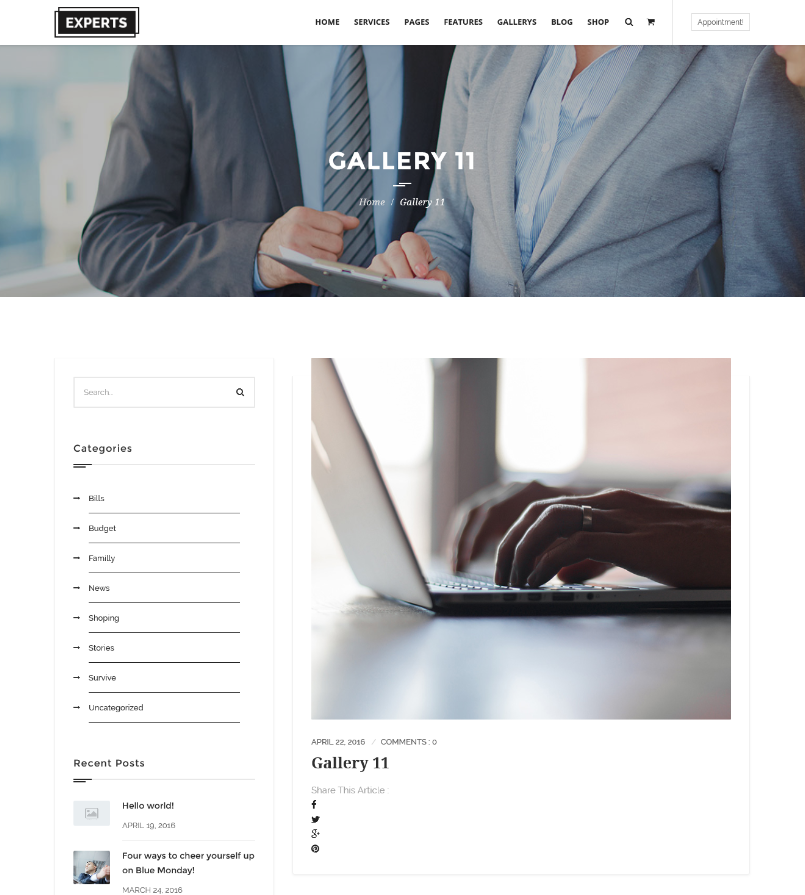 EXPERTS
HOME SERVICES PAGES FEATURES GALLERYS BLOG SHOP
Appointment!
GALLERY 11
Home / Gallery 11
Search..
Categories
Bills
Budget
Familly
News
Shoping
Stories
Survive
Uncategorized
Recent Posts
Hello world!
APRIL 19, 2016
Four ways to cheer yourself up
on Blue Monday!
MARCH 24, 2016
APRIL 22, 2016 / COMMENTS : 0
Gallery 11
Share This Article :